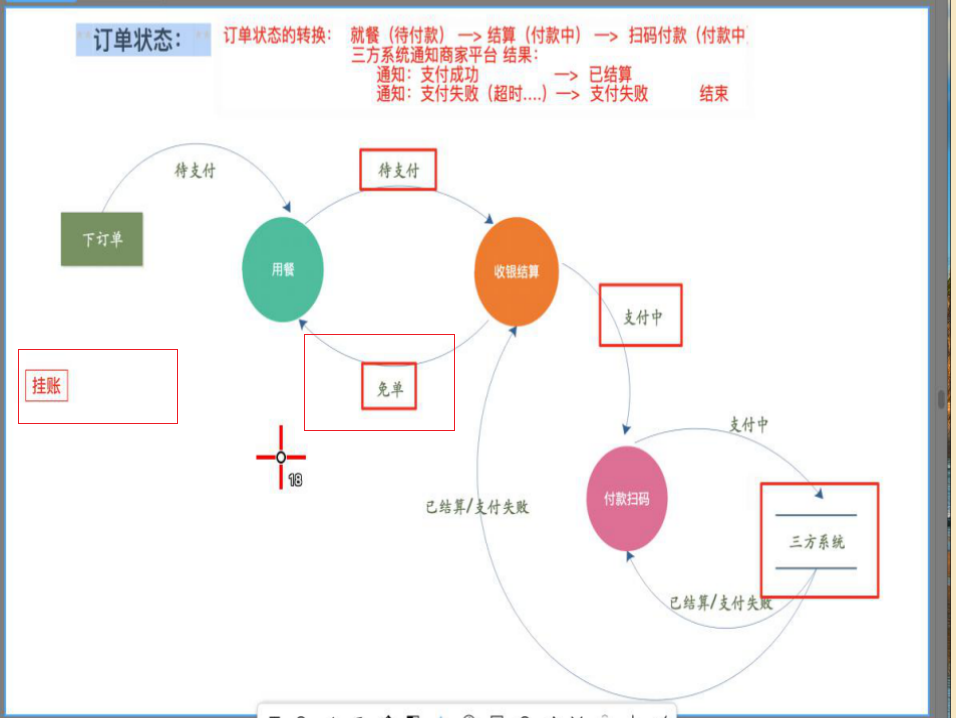 订单状态：
订单状态的转换： 就餐（待付款） —> 结算（付款中） —> 扫码付款（付款中
三方系统通知商家平台 结果：
通知：支付成功 —> 已结算
通知：支付失败（超时....）—> 支付失败 结束
待支付
待支付
下订单
用餐
收银结算
支付中
挂账
免单
支付中
18
付款扫码
已结算/支付失败
三方系统
已结算/支付失败